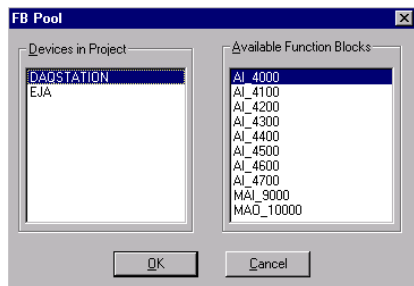 FB Pool
Devices in Project
DAQSTATION
EJA
Available Function Blocks
AI_4000
AI_4100
AI_4200
AI_4300
AI_4400
AI_4500
AI_4600
AI_4700
MAI_9000
MAO_10000
OK
Cancel